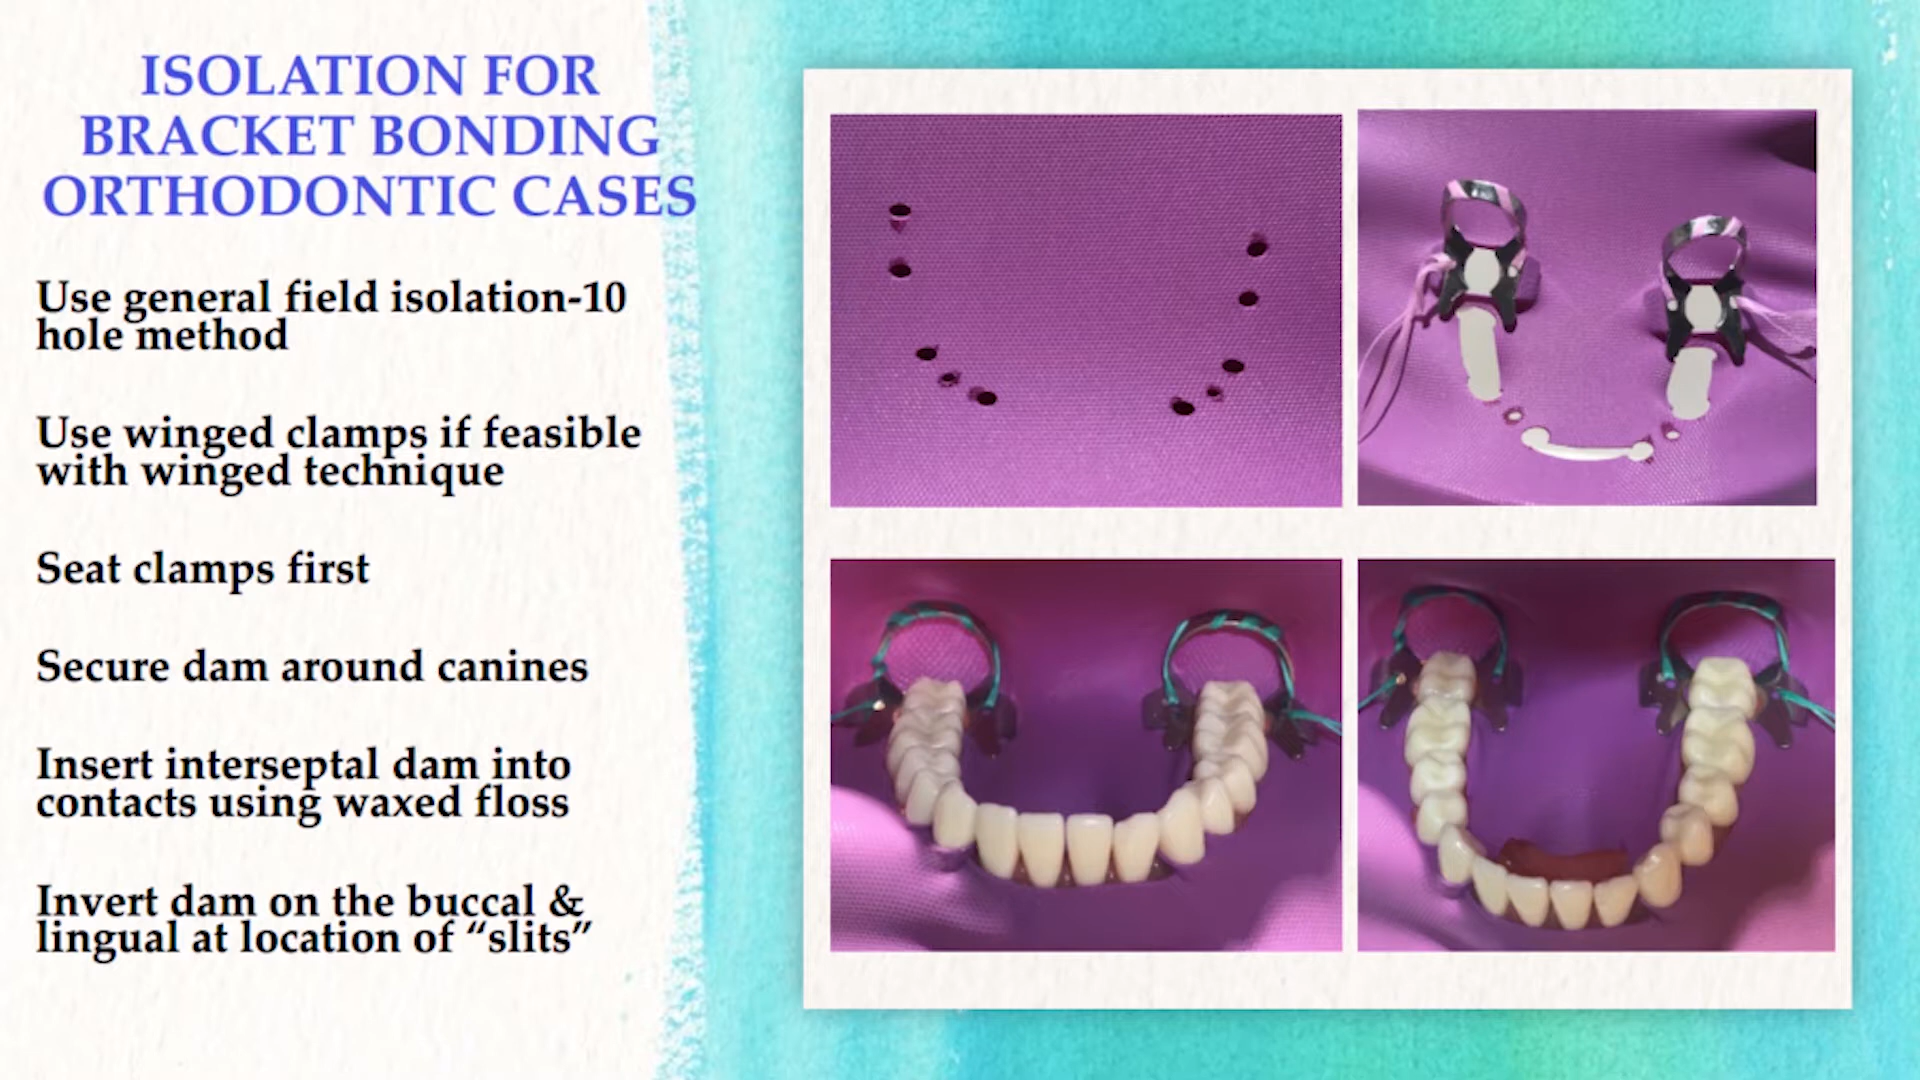 ISOLATION FOR
BRACKET BONDING
ORTHODONTIC CASES
Use general field isolation-10
hole method
Use winged clamps if feasible
with winged technique
Seat clamps first
Secure dam around canines
Insert interseptal dam into
contacts using waxed floss
Invert dam on the buccal &
lingual at location of “slits”